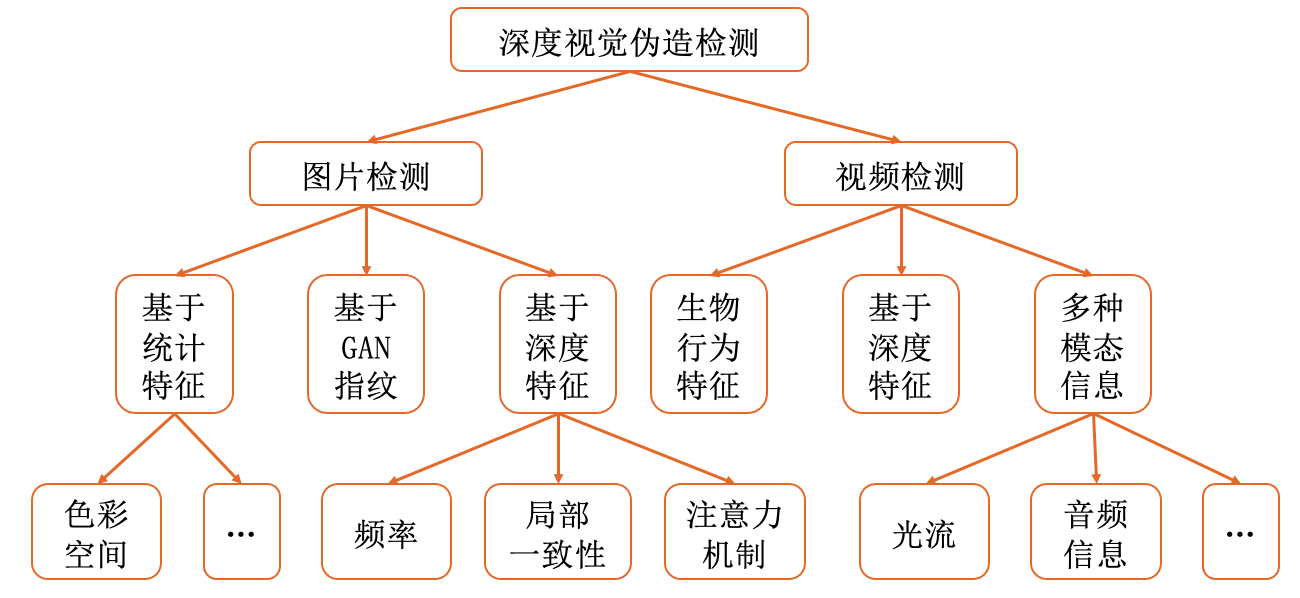 深度视觉伪造检测
图片检测
视频检测
基于
统计
特征
基于
GAN
指纹
基于
深度
特征
生物
行为
特征
基于
深度
特征
多种
模态
信息
色彩
空间
…
频率
局部
一致性
注意力
机制
光流
音频
信息
…